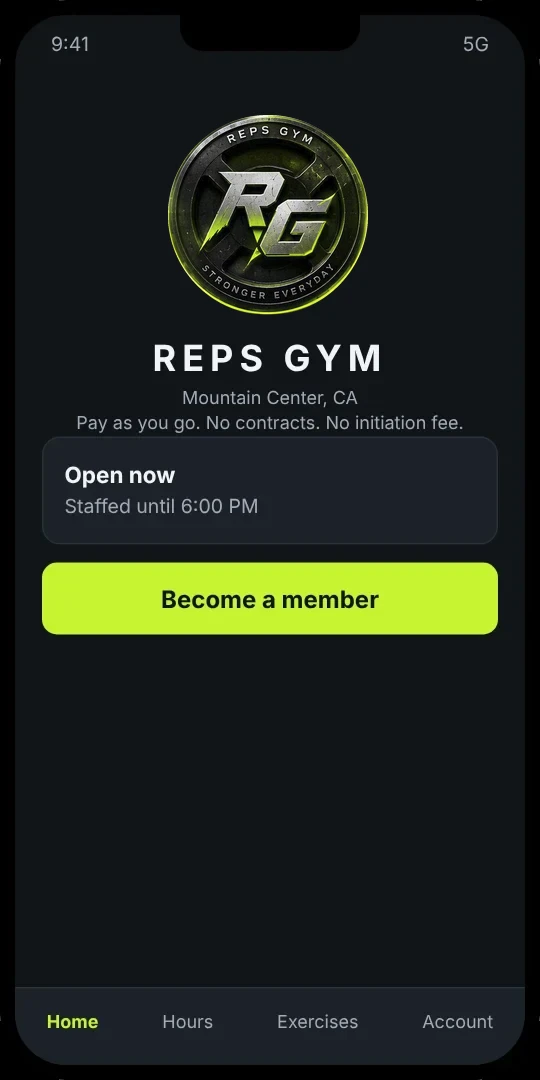 9:41 5G
REPS GYM
RG
STRONGER EVERYDAY
REPS GYM
Mountain Center, CA
Pay as you go. No contracts. No initiation fee.
Open now
Staffed until 6:00 PM
Become a member
Home Hours Exercises Account